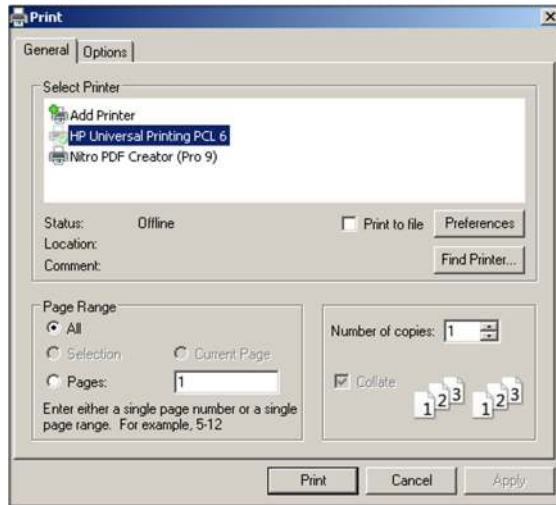 Print
General
Options
Select Printer
Add Printer
HP Universal Printing PCL 6
Nitro PDF Creator (Pro 9)
Status: Offline
Print to file
Preferences
Location:
Comment:
Find Printer...
Page Range
All
Selection
Current Page
Pages: 1
Enter either a single page number or a single
page range. For example, 5-12
Number of copies: 1
Collate
1 2 3 1 2 3
Print
Cancel
Apply